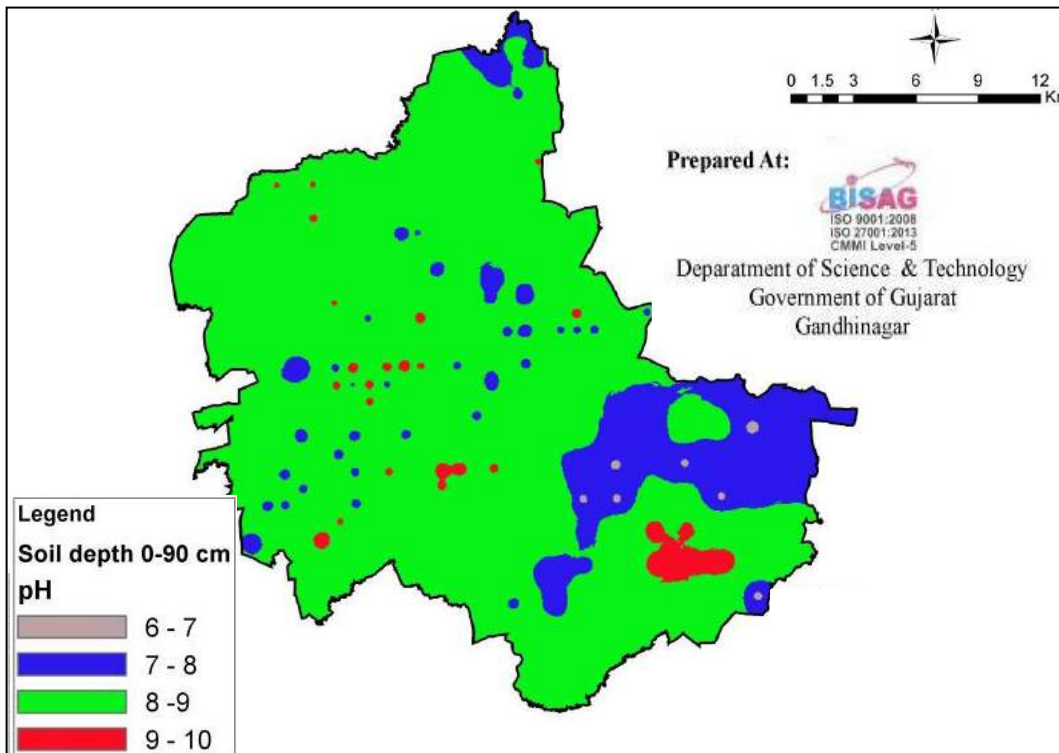 0 1.5 3 6 9 12
Km
Prepared At:
BISAG
ISO 9001:2008
ISO 27001:2013
CMMI Level-5
Deparatment of Science & Technology
Government of Gujarat
Gandhinagar
Legend
Soil depth 0-90 cm
pH
6 - 7
7 - 8
8 -9
9 - 10